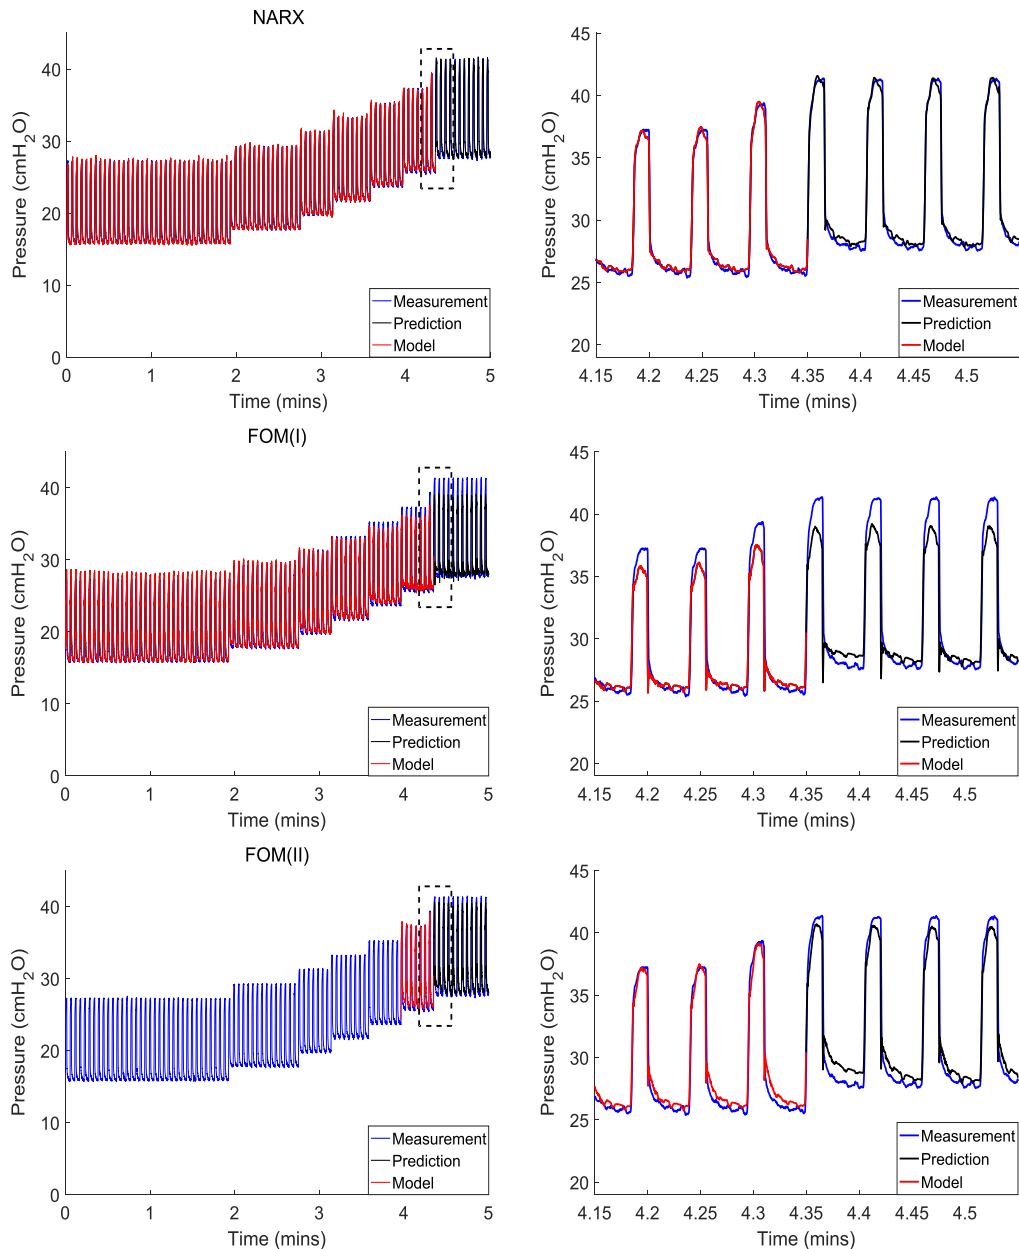 NARX
Pressure (cmH2O)
40
30
20
10
0
0 1 2 3 4 5
Time (mins)
Measurement
Prediction
Model
Pressure (cmH2O)
45
40
35
30
25
20
4.15 4.2 4.25 4.3 4.35 4.4 4.45 4.5
Time (mins)
Measurement
Prediction
Model
FOM(I)
Pressure (cmH2O)
40
30
20
10
0
0 1 2 3 4 5
Time (mins)
Measurement
Prediction
Model
Pressure (cmH2O)
45
40
35
30
25
20
4.15 4.2 4.25 4.3 4.35 4.4 4.45 4.5
Time (mins)
Measurement
Prediction
Model
FOM(II)
Pressure (cmH2O)
40
30
20
10
0
0 1 2 3 4 5
Time (mins)
Measurement
Prediction
Model
Pressure (cmH2O)
45
40
35
30
25
20
4.15 4.2 4.25 4.3 4.35 4.4 4.45 4.5
Time (mins)
Measurement
Prediction
Model